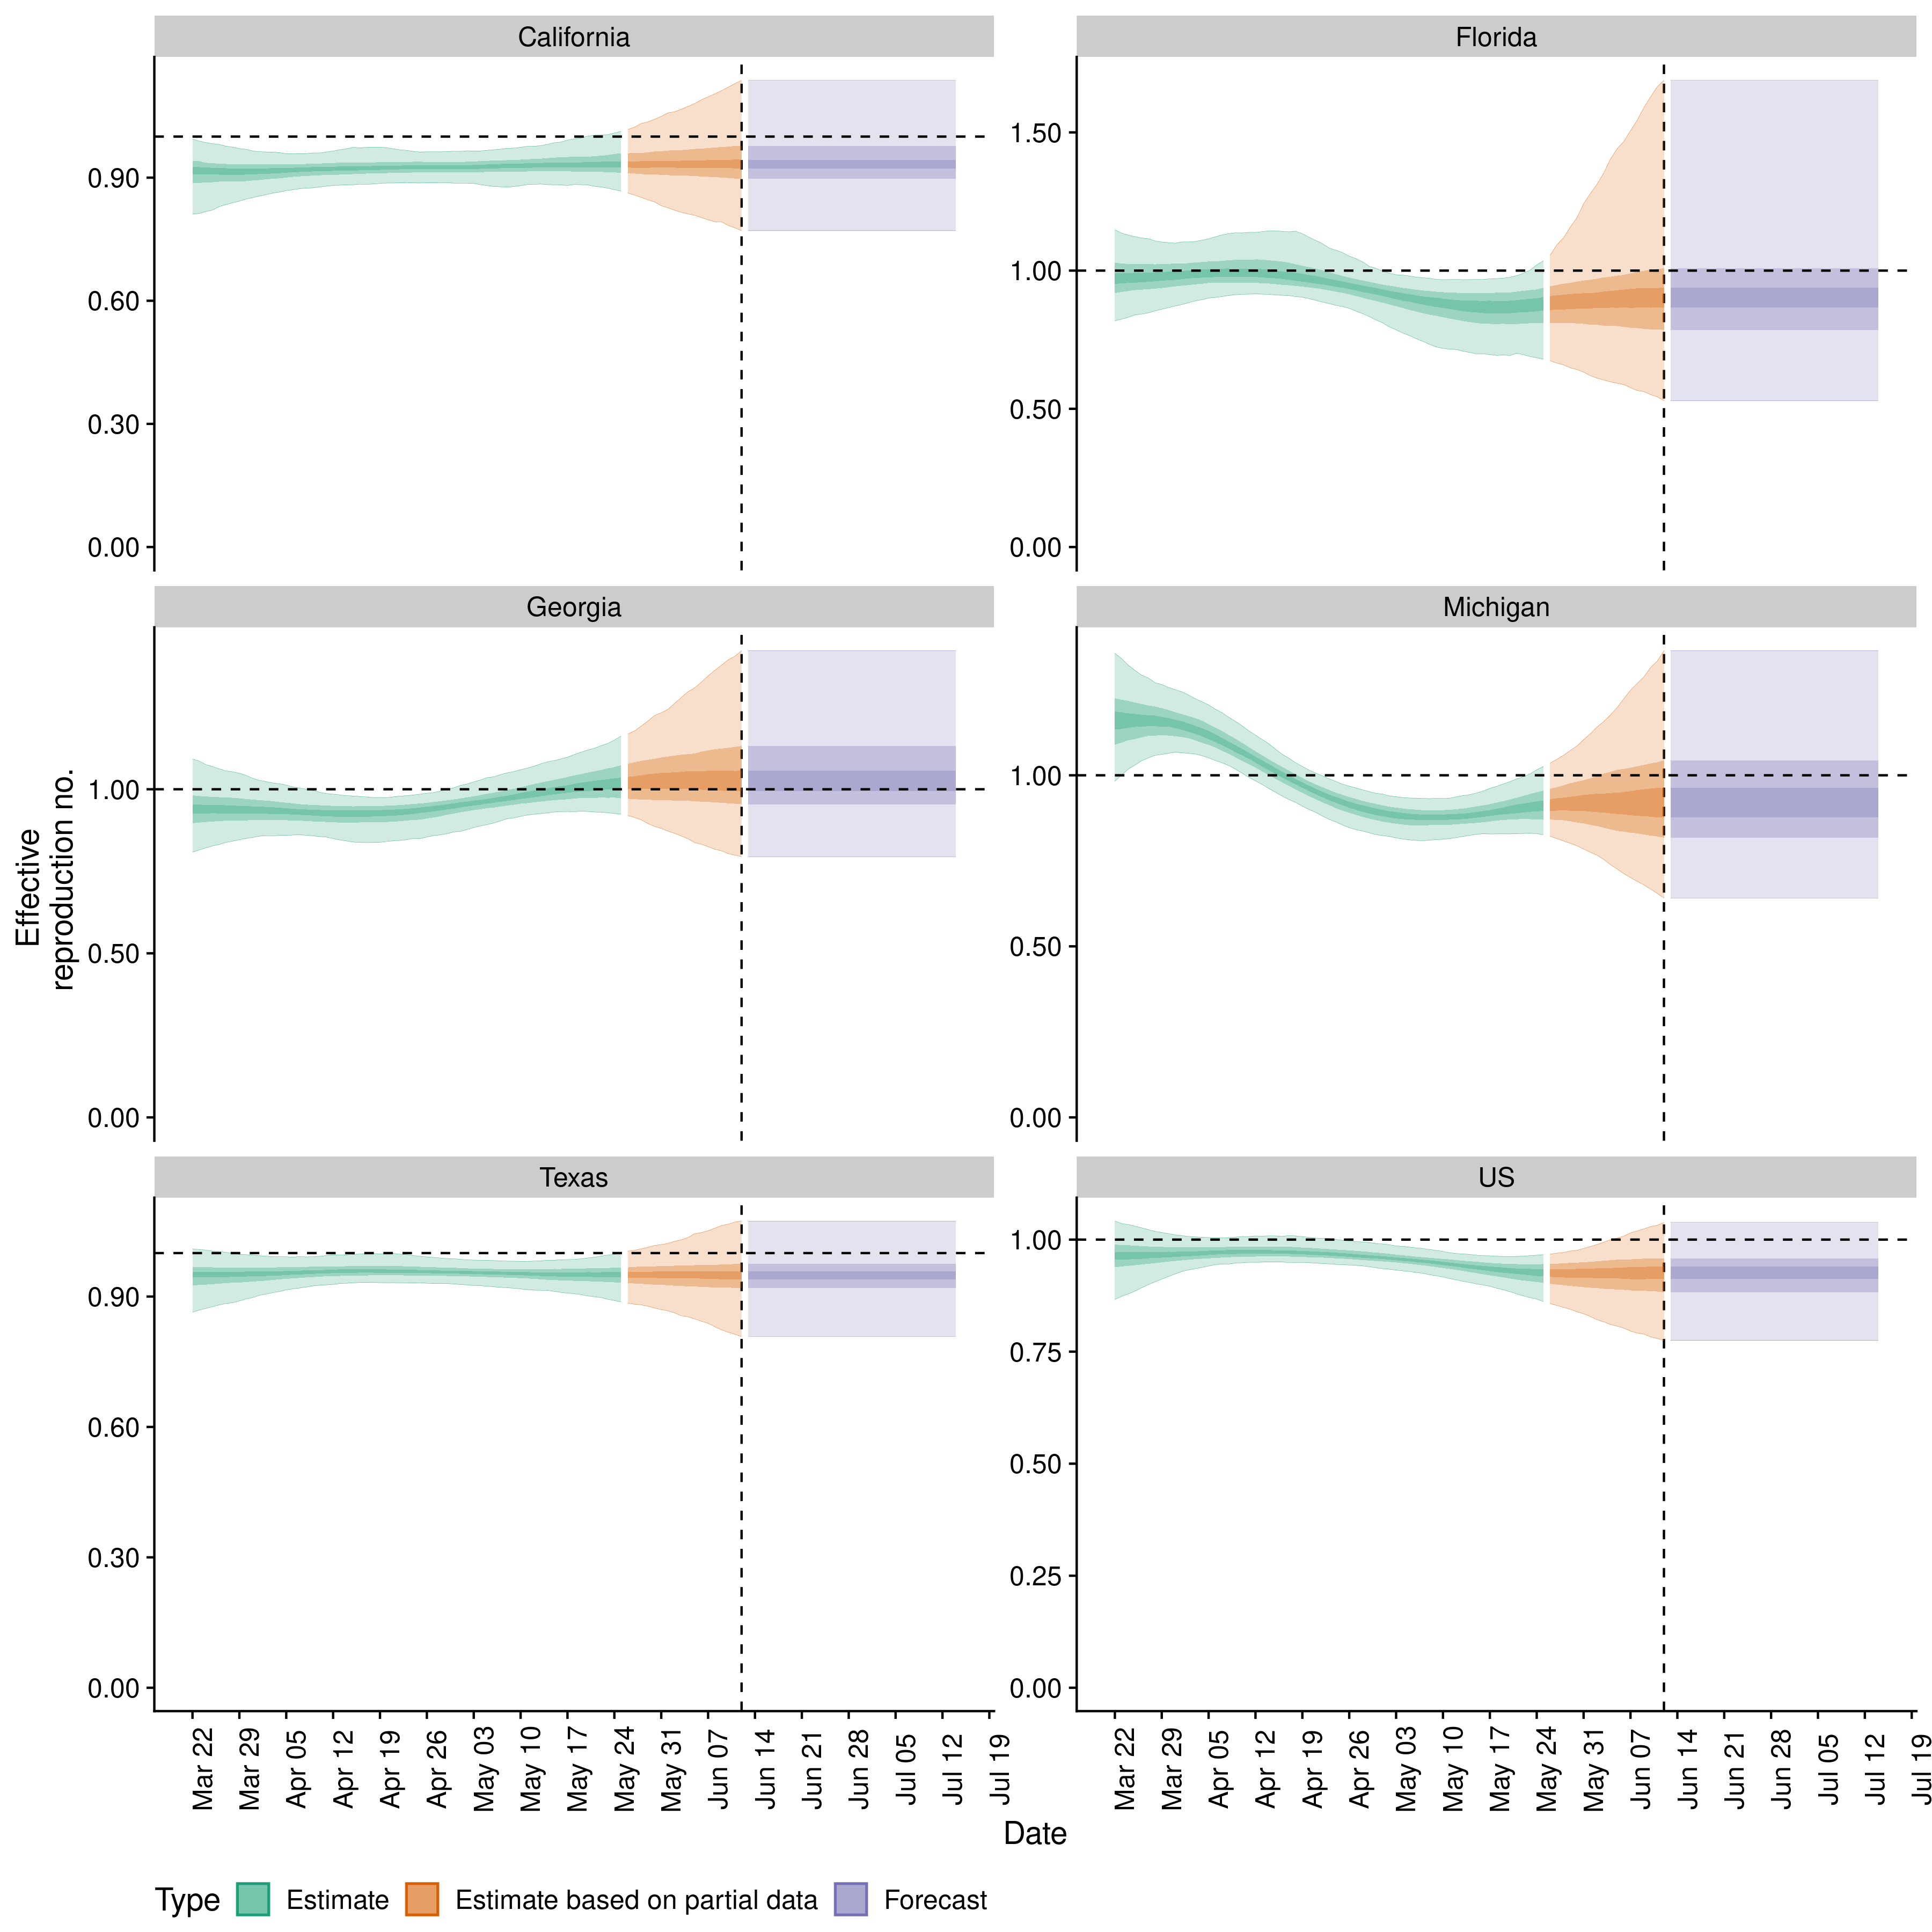 California
Florida
0.90
0.60
0.30
0.00
1.50
1.00
0.50
0.00
Georgia
Michigan
Effective
reproduction no.
1.00
0.50
0.00
1.00
0.50
0.00
Texas
US
0.90
0.60
0.30
0.00
1.00
0.75
0.50
0.25
0.00
Mar 22
Mar 29
Apr 05
Apr 12
Apr 19
Apr 26
May 03
May 10
May 17
May 24
May 31
Jun 07
Jun 14
Jun 21
Jun 28
Jul 05
Jul 12
Jul 19
Mar 22
Mar 29
Apr 05
Apr 12
Apr 19
Apr 26
May 03
May 10
May 17
May 24
May 31
Jun 07
Jun 14
Jun 21
Jun 28
Jul 05
Jul 12
Jul 19
Date
Type Estimate Estimate based on partial data Forecast